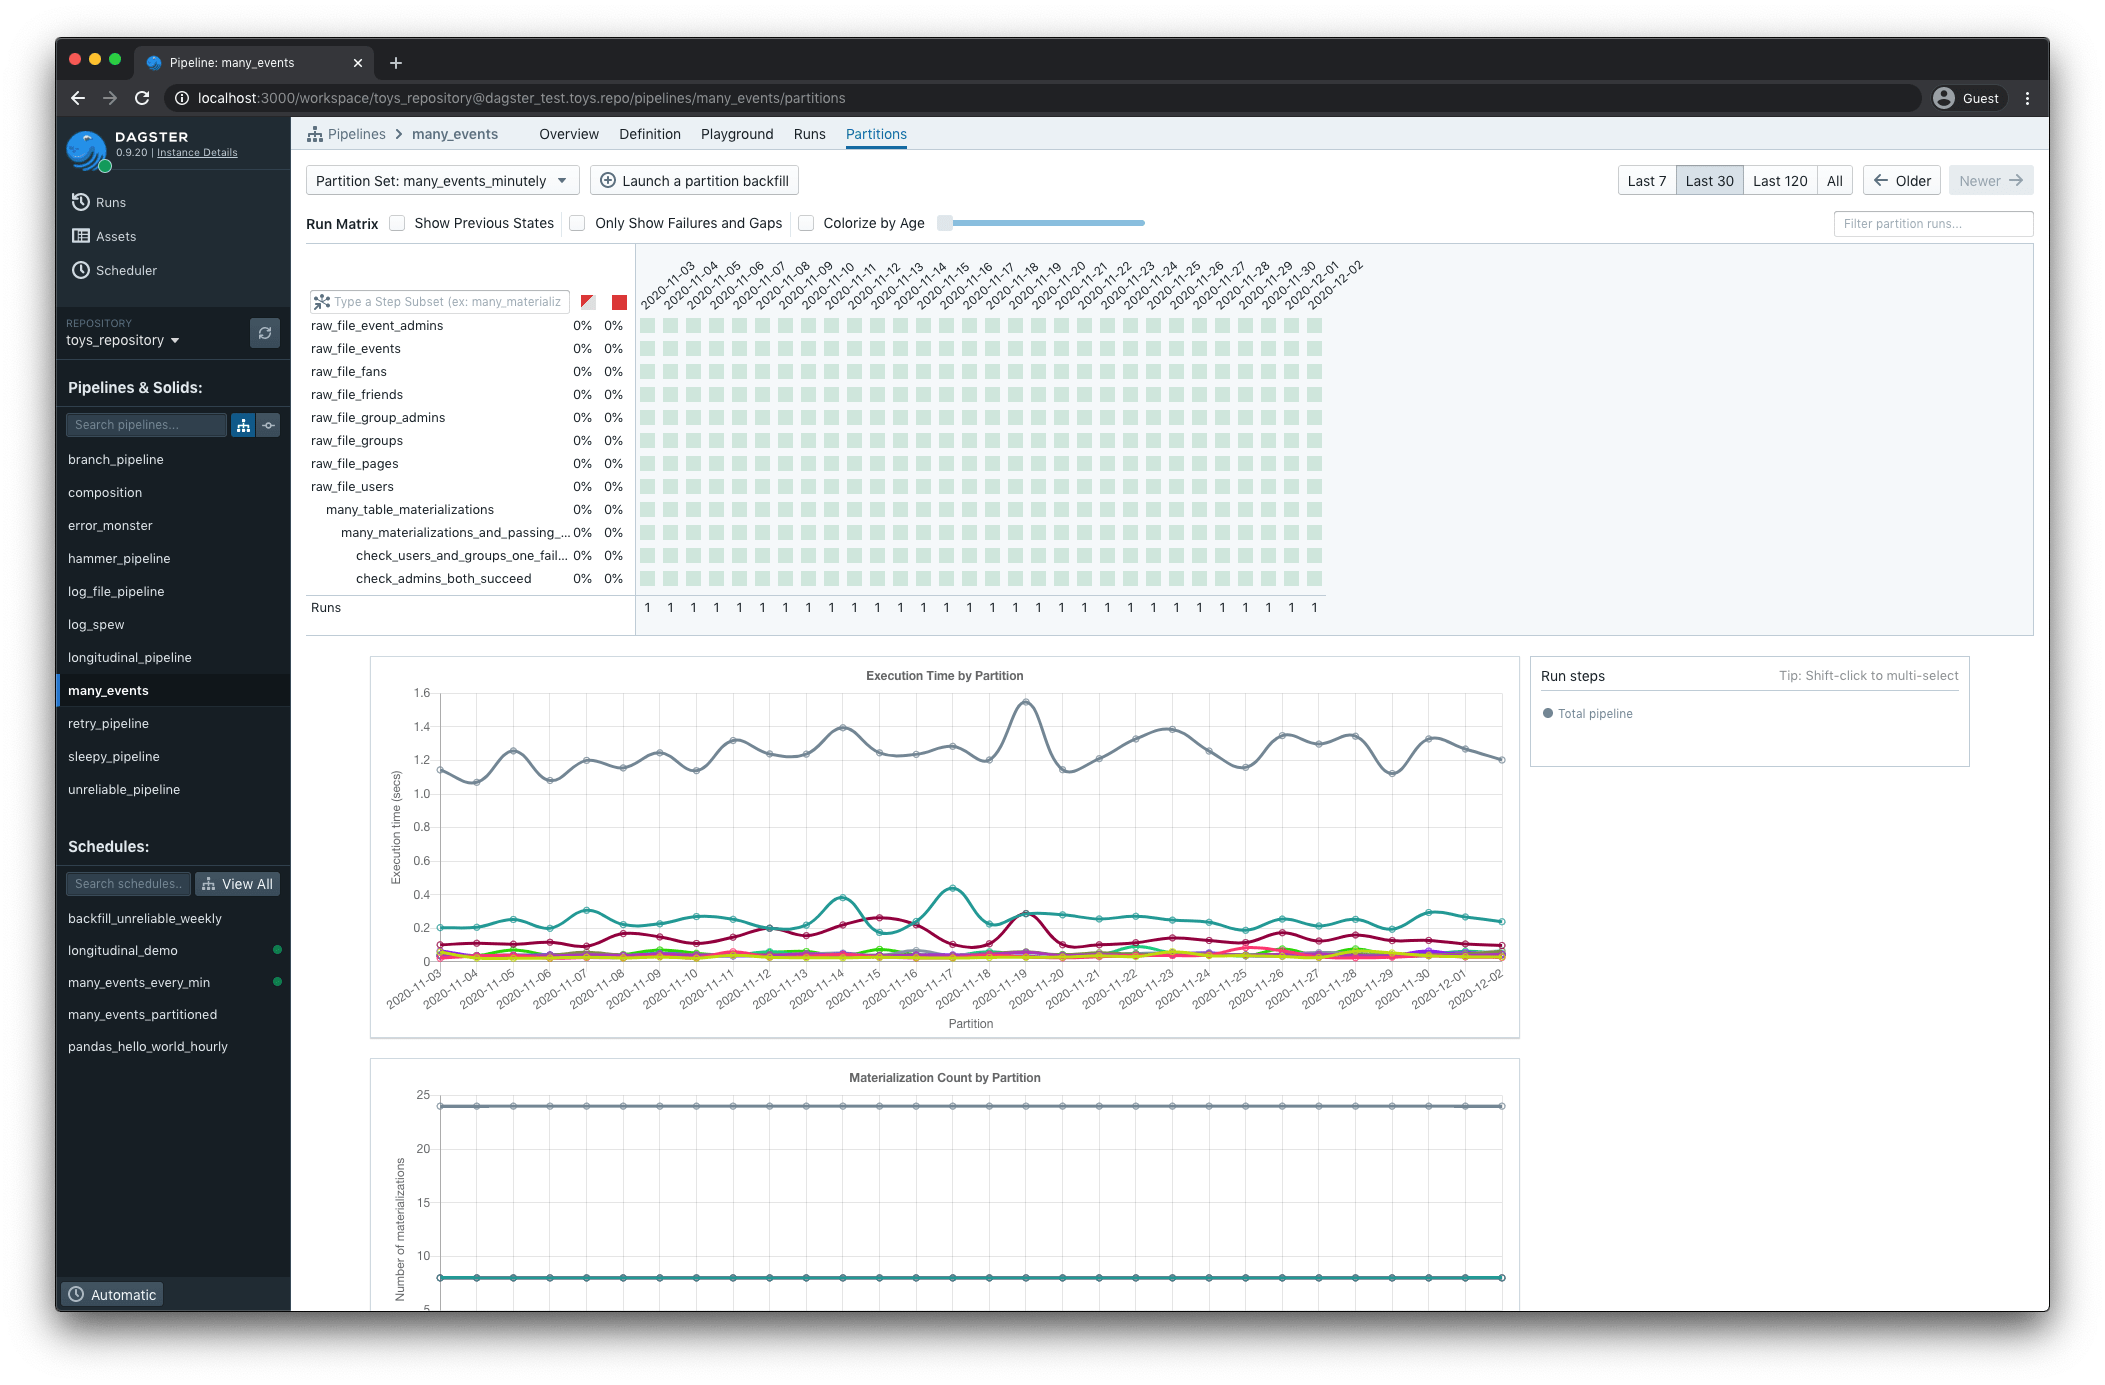 Pipeline: many_events
localhost:3000/workspace/toys_repository@dagster_test.toys.repo/pipelines/many_events/partitions
Guest
DAGSTER
0.9.20 | Instance Details
Runs
Assets
Scheduler
REPOSITORY
toys_repository
Pipelines & Solids:
Search pipelines...
branch_pipeline
composition
error_monster
hammer_pipeline
log_file_pipeline
log_spew
longitudinal_pipeline
many_events
retry_pipeline
sleepy_pipeline
unreliable_pipeline
Schedules:
Search schedules..
View All
backfill_unreliable_weekly
longitudinal_demo
many_events_every_min
many_events_partitioned
pandas_hello_world_hourly
Automatic
Pipelines > many_events
Overview Definition Playground Runs Partitions
Partition Set: many_events_minutely
Launch a partition backfill
Last 7 Last 30 Last 120 All
Older
Newer
Run Matrix
Show Previous States
Only Show Failures and Gaps
Colorize by Age
Filter partition runs...
2020-11-03 2020-11-04 2020-11-05 2020-11-06 2020-11-07 2020-11-08 2020-11-09 2020-11-10 2020-11-11 2020-11-12 2020-11-13 2020-11-14 2020-11-15 2020-11-16 2020-11-17 2020-11-18 2020-11-19 2020-11-20 2020-11-21 2020-11-22 2020-11-23 2020-11-24 2020-11-25 2020-11-26 2020-11-27 2020-11-28 2020-11-29 2020-11-30 2020-12-01 2020-12-02
Type a Step Subset (ex: many_materializ
raw_file_event_admins 0% 0%
raw_file_events 0% 0%
raw_file_fans 0% 0%
raw_file_friends 0% 0%
raw_file_group_admins 0% 0%
raw_file_groups 0% 0%
raw_file_pages 0% 0%
raw_file_users 0% 0%
many_table_materializations 0% 0%
many_materializations_and_passing_... 0% 0%
check_users_and_groups_one_fail... 0% 0%
check_admins_both_succeed 0% 0%
Runs 1 1 1 1 1 1 1 1 1 1 1 1 1 1 1 1 1 1 1 1 1 1 1 1 1 1 1 1 1 1
Execution Time by Partition
Execution time (secs)
1.6
1.4
1.2
1.0
0.8
0.6
0.4
0.2
0
2020-11-03 2020-11-04 2020-11-05 2020-11-06 2020-11-07 2020-11-08 2020-11-09 2020-11-10 2020-11-11 2020-11-12 2020-11-13 2020-11-14 2020-11-15 2020-11-16 2020-11-17 2020-11-18 2020-11-19 2020-11-20 2020-11-21 2020-11-22 2020-11-23 2020-11-24 2020-11-25 2020-11-26 2020-11-27 2020-11-28 2020-11-29 2020-11-30 2020-12-01 2020-12-02
Partition
Run steps
Tip: Shift-click to multi-select
Total pipeline
Materialization Count by Partition
Number of materializations
25
20
15
10
5